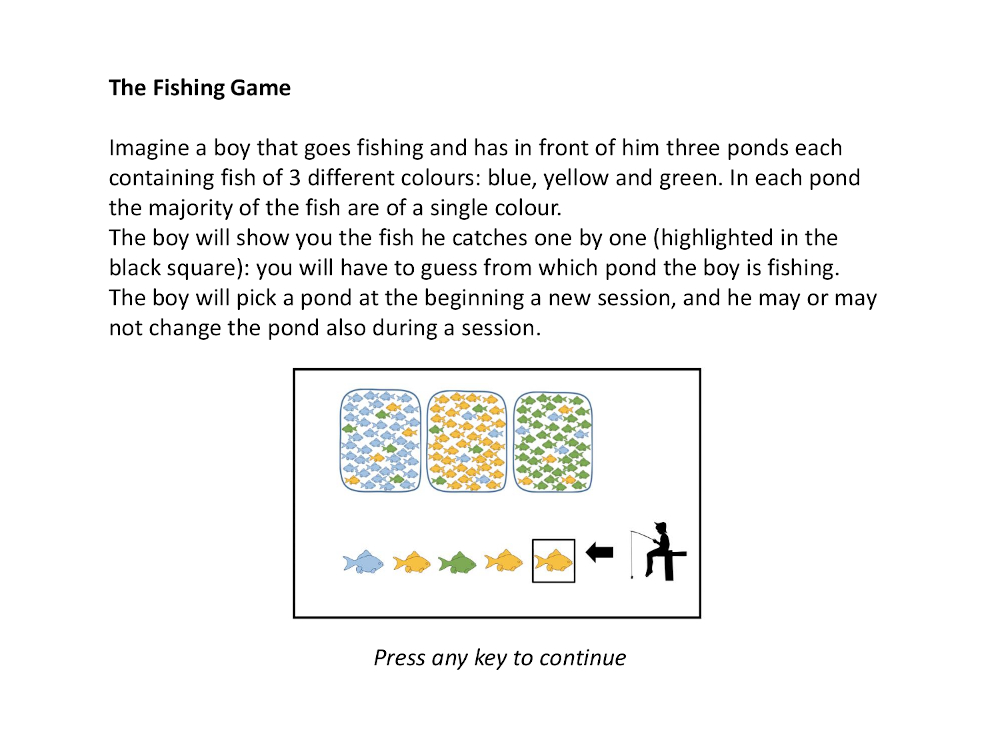 The Fishing Game
Imagine a boy that goes fishing and has in front of him three ponds each
containing fish of 3 different colours: blue, yellow and green. In each pond
the majority of the fish are of a single colour.
The boy will show you the fish he catches one by one (highlighted in the
black square): you will have to guess from which pond the boy is fishing.
The boy will pick a pond at the beginning a new session, and he may or may
not change the pond also during a session.
Press any key to continue